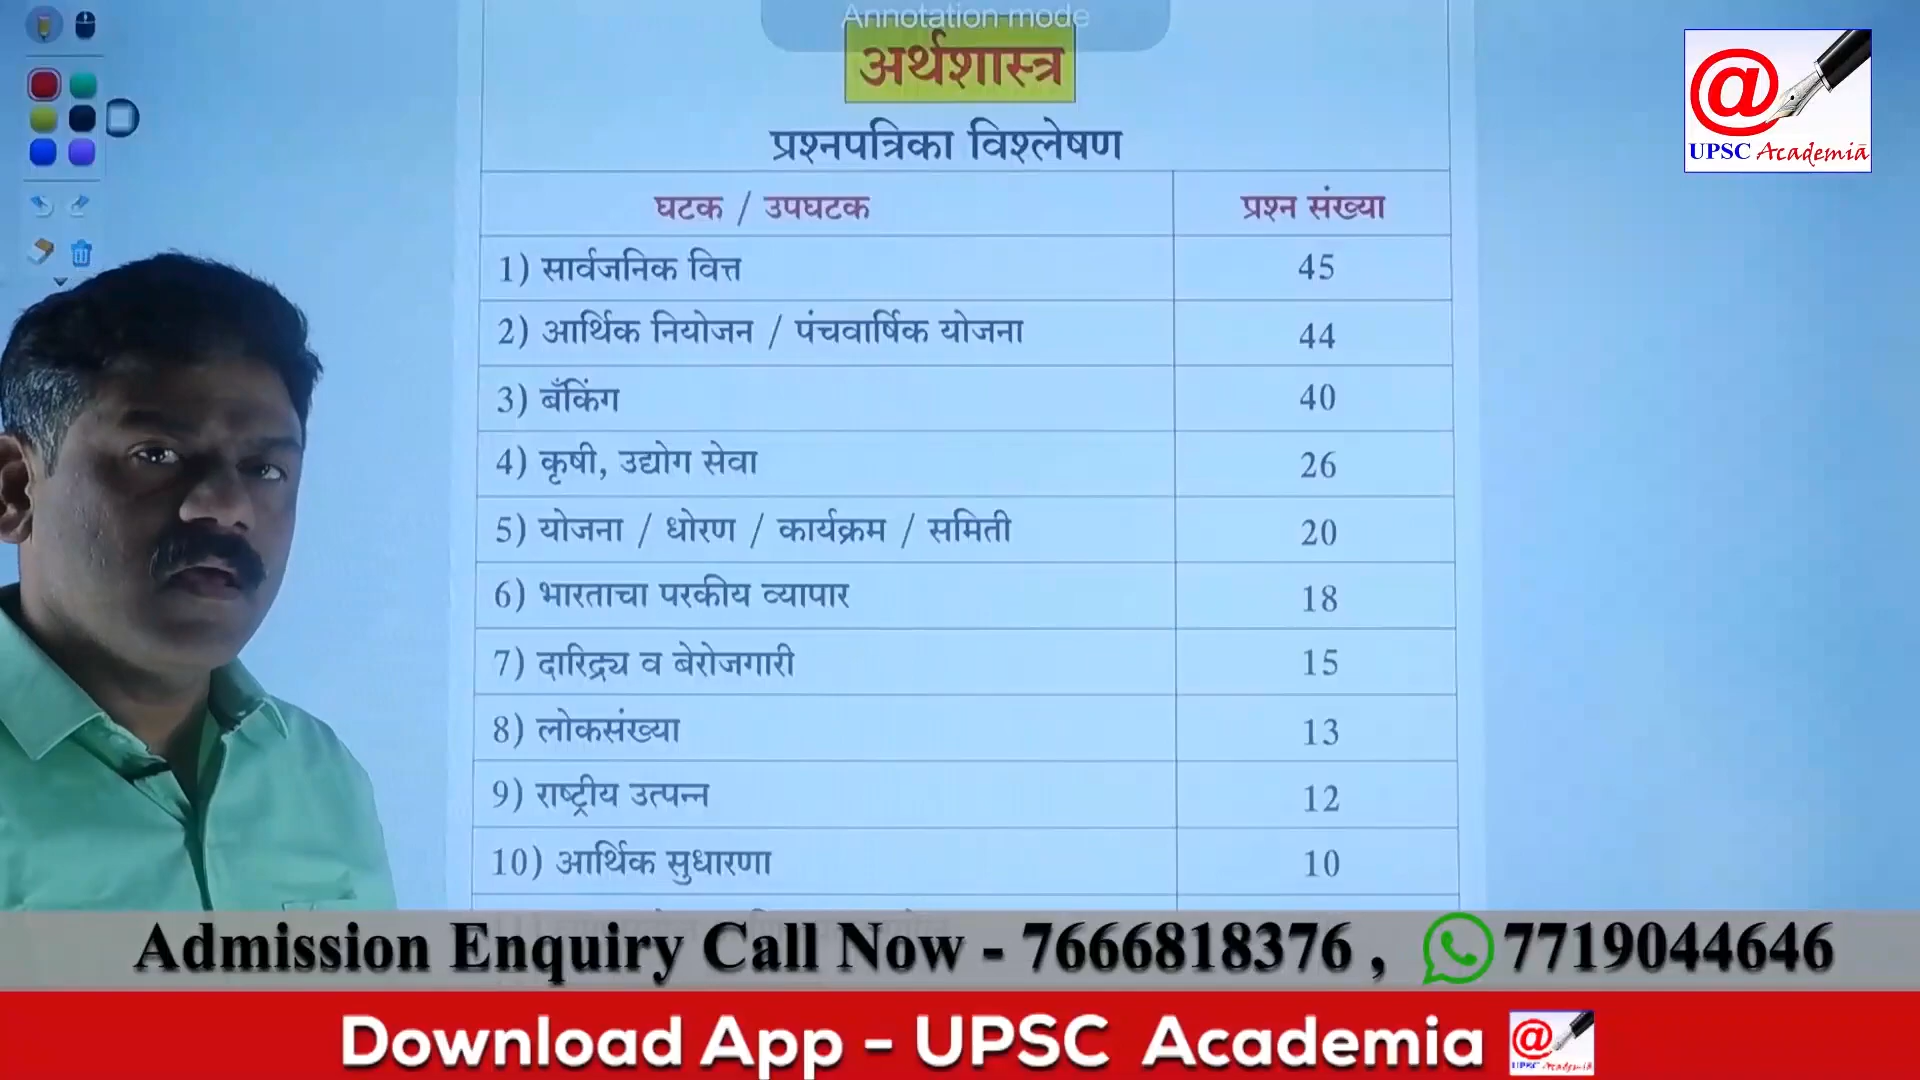 Annotation mode
अर्थशास्त्र
प्रश्नपत्रिका विश्लेषण
घटक / उपघटक प्रश्न संख्या
1) सार्वजनिक वित्त 45
2) आर्थिक नियोजन / पंचवार्षिक योजना 44
3) बँकिंग 40
4) कृषी, उद्योग सेवा 26
5) योजना / धोरण / कार्यक्रम / समिती 20
6) भारताचा परकीय व्यापार 18
7) दारिद्र्य व बेरोजगारी 15
8) लोकसंख्या 13
9) राष्ट्रीय उत्पन्न 12
10) आर्थिक सुधारणा 10
@
UPSC Academiā
Admission Enquiry Call Now - 7666818376 , 7719044646
Download App - UPSC Academia
@
UPSC Academiā